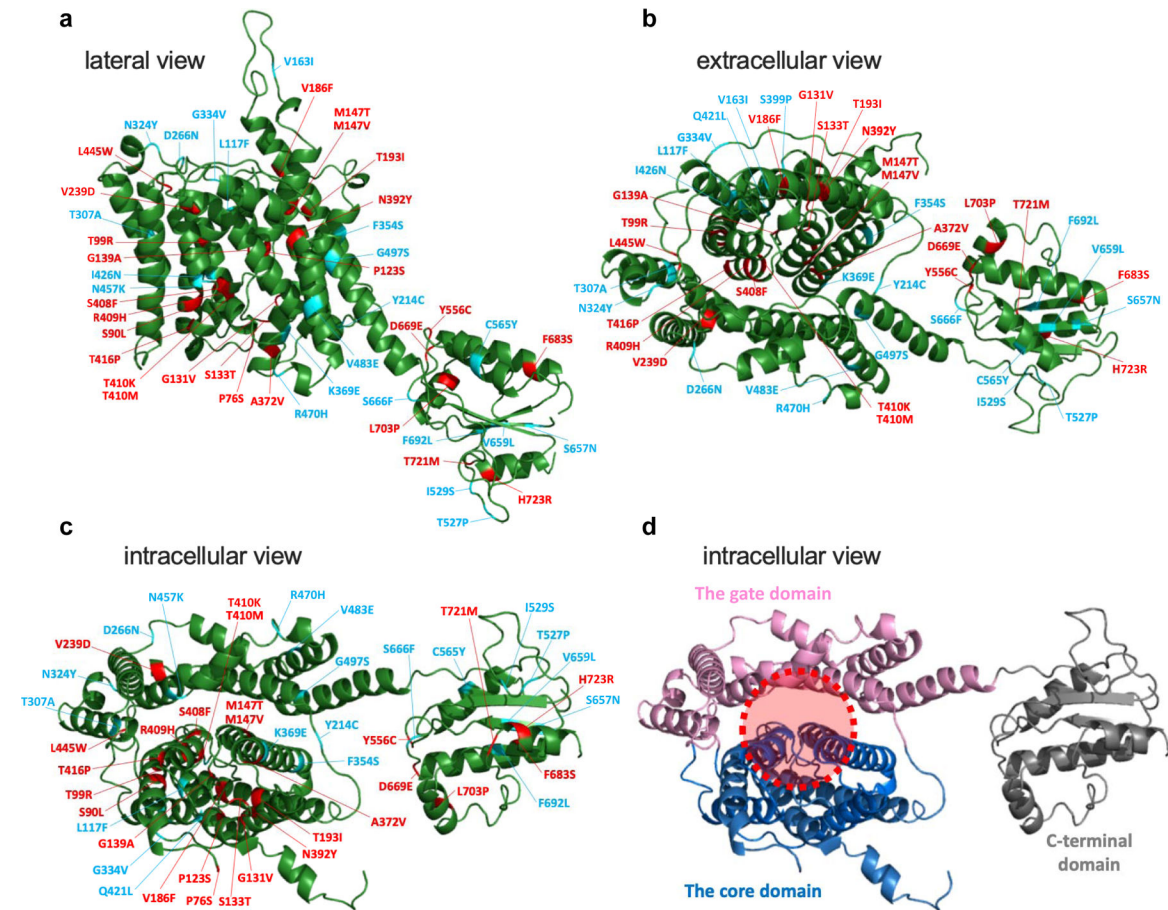 a
lateral view
V163I
V186F
G334V
M147T
M147V
N324Y
D266N
L117F
L445W
T193I
V239D
N392Y
T307A
F354S
T99R
G139A
G497S
I426N
P123S
N457K
S408F
R409H
Y214C
S90L
Y556C
D669E
C565Y
T416P
F683S
G131V
S133T
V483E
T410K
T410M
P76S
A372V
K369E
R470H
S666F
L703P
F692L
V659L
S657N
T721M
I529S
H723R
T527P
b
extracellular view
V163I
S399P
G131V
Q421L
V186F
T193I
G334V
S133T
N392Y
L117F
M147T
M147V
I426N
G139A
L703P
T721M
F354S
F692L
T99R
A372V
D669E
L445W
V659L
Y556C
K369E
F683S
T307A
S408F
Y214C
N324Y
S657N
S666F
T416P
R409H
G497S
V239D
H723R
D266N
V483E
C565Y
R470H
I529S
T410K
T410M
T527P
c
intracellular view
N457K
T410K
T410M
R470H
V483E
D266N
V239D
N324Y
G497S
T307A
S408F
M147T
M147V
Y214C
R409H
K369E
L445W
F354S
T416P
T99R
S90L
L117F
A372V
G139A
T193I
N392Y
G334V
P123S
G131V
Q421L
V186F
P76S
S133T
T721M
I529S
S666F
C565Y
T527P
V659L
H723R
S657N
Y556C
F683S
D669E
L703P
F692L
d
intracellular view
The gate domain
C-terminal
domain
The core domain